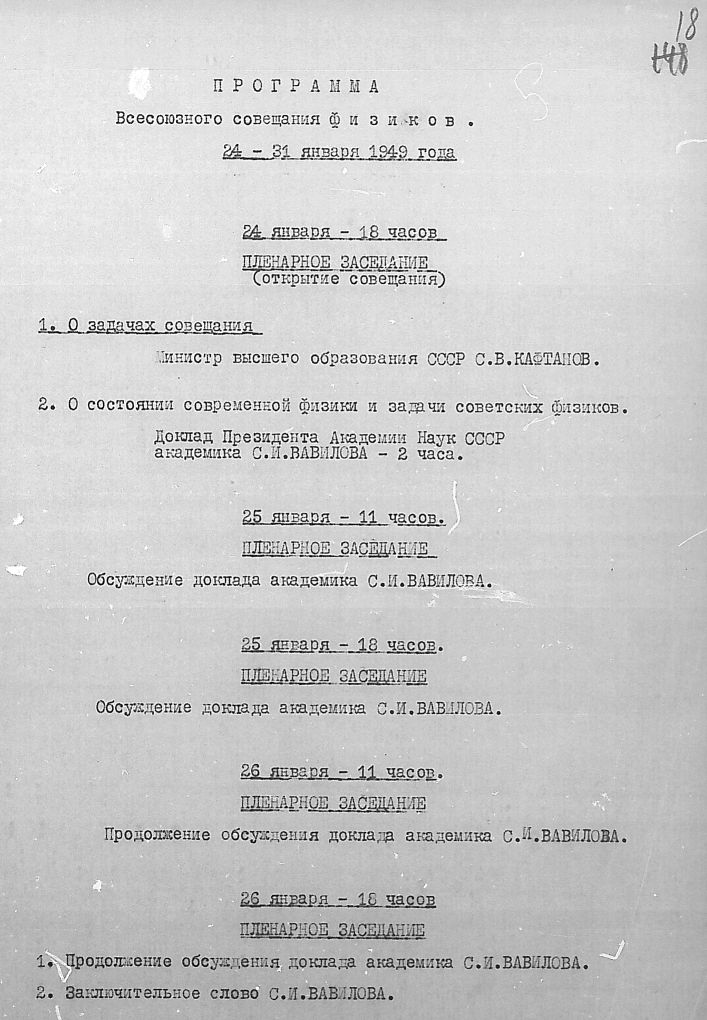 18
148
П Р О Г Р А М М А
Всесоюзного совещания ф и з и к о в .
24 - 31 января 1949 года
24 января - 18 часов
ПЛЕНАРНОЕ ЗАСЕДАНИЕ
(открытие совещания)
1. О задачах совещания
Министр высшего образования СССР С.В.КАФТАНОВ.
2. О состоянии современной физики и задачи советских физиков.
Доклад Президента Академии Наук СССР
академика С.И.ВАВИЛОВА - 2 часа.
25 января - 11 часов.
ПЛЕНАРНОЕ ЗАСЕДАНИЕ
Обсуждение доклада академика С.И.ВАВИЛОВА.
25 января - 18 часов.
ПЛЕНАРНОЕ ЗАСЕДАНИЕ
Обсуждение доклада академика С.И.ВАВИЛОВА.
26 января - 11 часов.
ПЛЕНАРНОЕ ЗАСЕДАНИЕ
Продолжение обсуждения доклада академика С.И.ВАВИЛОВА.
26 января - 18 часов
ПЛЕНАРНОЕ ЗАСЕДАНИЕ
1. Продолжение обсуждения доклада академика С.И.ВАВИЛОВА.
2. Заключительное слово С.И.ВАВИЛОВА.